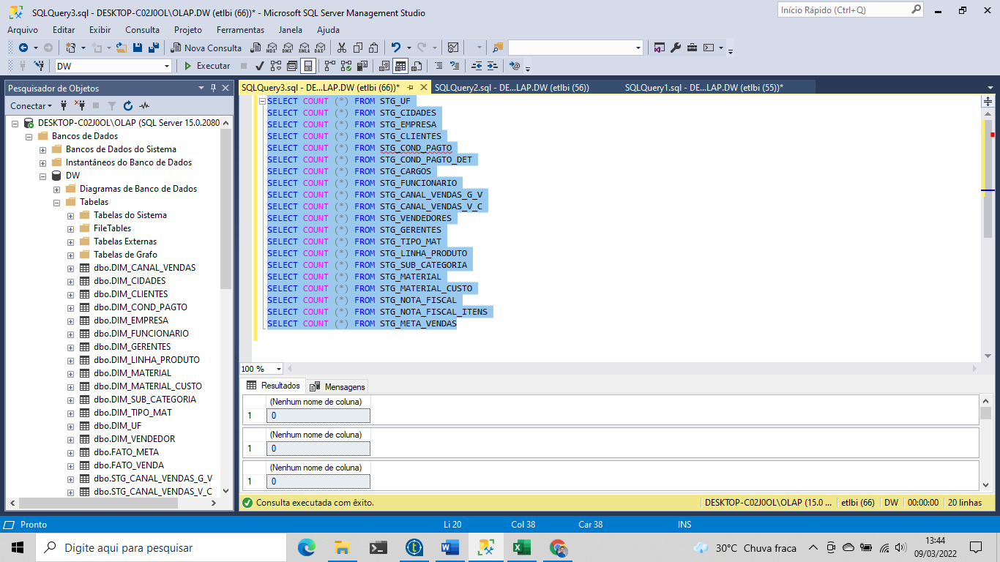 SQLQuery3.sql - DESKTOP-C02J0OL\OLAP.DW (etlbi (66))* - Microsoft SQL Server Management Studio
Início Rápido (Ctrl+Q)
Arquivo Editar Exibir Consulta Projeto Ferramentas Janela Ajuda
Nova Consulta MDX DMX XMLA DAX
DW Executar
Pesquisador de Objetos
Conectar
DESKTOP-C02J0OL\OLAP (SQL Server 15.0.2080
Bancos de Dados
Bancos de Dados do Sistema
Instantâneos do Banco de Dados
DW
Diagramas de Banco de Dados
Tabelas
Tabelas do Sistema
FileTables
Tabelas Externas
Tabelas de Grafo
dbo.DIM_CANAL_VENDAS
dbo.DIM_CIDADES
dbo.DIM_CLIENTES
dbo.DIM_COND_PAGTO
dbo.DIM_EMPRESA
dbo.DIM_FUNCIONARIO
dbo.DIM_GERENTES
dbo.DIM_LINHA_PRODUTO
dbo.DIM_MATERIAL
dbo.DIM_MATERIAL_CUSTO
dbo.DIM_SUB_CATEGORIA
dbo.DIM_TIPO_MAT
dbo.DIM_UF
dbo.DIM_VENDEDOR
dbo.FATO_META
dbo.FATO_VENDA
dbo.STG_CANAL_VENDAS_G_V
dbo.STG_CANAL_VENDAS_V_C
SQLQuery3.sql - DE...LAP.DW (etlbi (66))* SQLQuery2.sql - DE...LAP.DW (etlbi (56)) SQLQuery1.sql - DE...LAP.DW (etlbi (55))*
SELECT COUNT (*) FROM STG_UF
SELECT COUNT (*) FROM STG_CIDADES
SELECT COUNT (*) FROM STG_EMPRESA
SELECT COUNT (*) FROM STG_CLIENTES
SELECT COUNT (*) FROM STG_COND_PAGTO
SELECT COUNT (*) FROM STG_COND_PAGTO_DET
SELECT COUNT (*) FROM STG_CARGOS
SELECT COUNT (*) FROM STG_FUNCIONARIO
SELECT COUNT (*) FROM STG_CANAL_VENDAS_G_V
SELECT COUNT (*) FROM STG_CANAL_VENDAS_V_C
SELECT COUNT (*) FROM STG_VENDEDORES
SELECT COUNT (*) FROM STG_GERENTES
SELECT COUNT (*) FROM STG_TIPO_MAT
SELECT COUNT (*) FROM STG_LINHA_PRODUTO
SELECT COUNT (*) FROM STG_SUB_CATEGORIA
SELECT COUNT (*) FROM STG_MATERIAL
SELECT COUNT (*) FROM STG_MATERIAL_CUSTO
SELECT COUNT (*) FROM STG_NOTA_FISCAL
SELECT COUNT (*) FROM STG_NOTA_FISCAL_ITENS
SELECT COUNT (*) FROM STG_META_VENDAS
100 %
Resultados Mensagens
(Nenhum nome de coluna)
1 0
(Nenhum nome de coluna)
1 0
(Nenhum nome de coluna)
1 0
Consulta executada com êxito. DESKTOP-C02J0OL\OLAP (15.0 ... etlbi (66) DW 00:00:00 20 linhas
Pronto Li 20 Col 38 Car 38 INS
Digite aqui para pesquisar 30°C Chuva fraca 13:44
09/03/2022